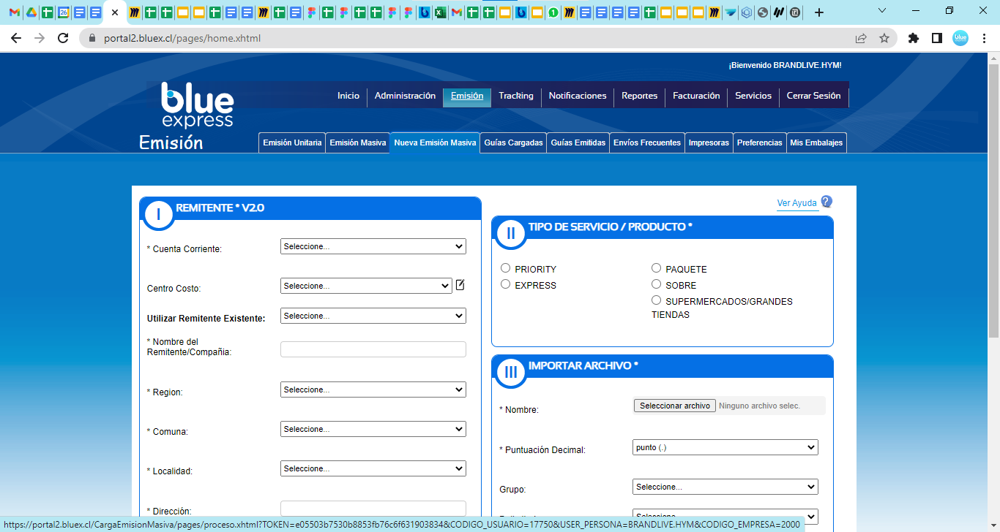 portal2.bluex.cl/pages/home.xhtml
¡Bienvenido BRANDLIVE.HYM!
blue
express
Inicio
Administración
Emisión
Tracking
Notificaciones
Reportes
Facturación
Servicios
Cerrar Sesión
Emisión
Emisión Unitaria
Emisión Masiva
Nueva Emisión Masiva
Guías Cargadas
Guías Emitidas
Envíos Frecuentes
Impresoras
Preferencias
Mis Embalajes
I
REMITENTE * V2.0
* Cuenta Corriente:
Seleccione...
Centro Costo:
Seleccione...
Utilizar Remitente Existente:
Seleccione...
* Nombre del
Remitente/Compañia:
* Region:
Seleccione...
* Comuna:
Seleccione...
* Localidad:
Seleccione...
* Dirección:
Ver Ayuda
?
II
TIPO DE SERVICIO / PRODUCTO *
PRIORITY
EXPRESS
PAQUETE
SOBRE
SUPERMERCADOS/GRANDES
TIENDAS
III
IMPORTAR ARCHIVO *
* Nombre:
Seleccionar archivo
Ninguno archivo selec.
* Puntuación Decimal:
punto (.)
Grupo:
Seleccione...
https://portal2.bluex.cl/CargaEmisionMasiva/pages/proceso.xhtml?TOKEN=e05503b7530b8853fb76c6f631903834&CODIGO_USUARIO=17750&USER_PERSONA=BRANDLIVE.HYM&CODIGO_EMPRESA=2000